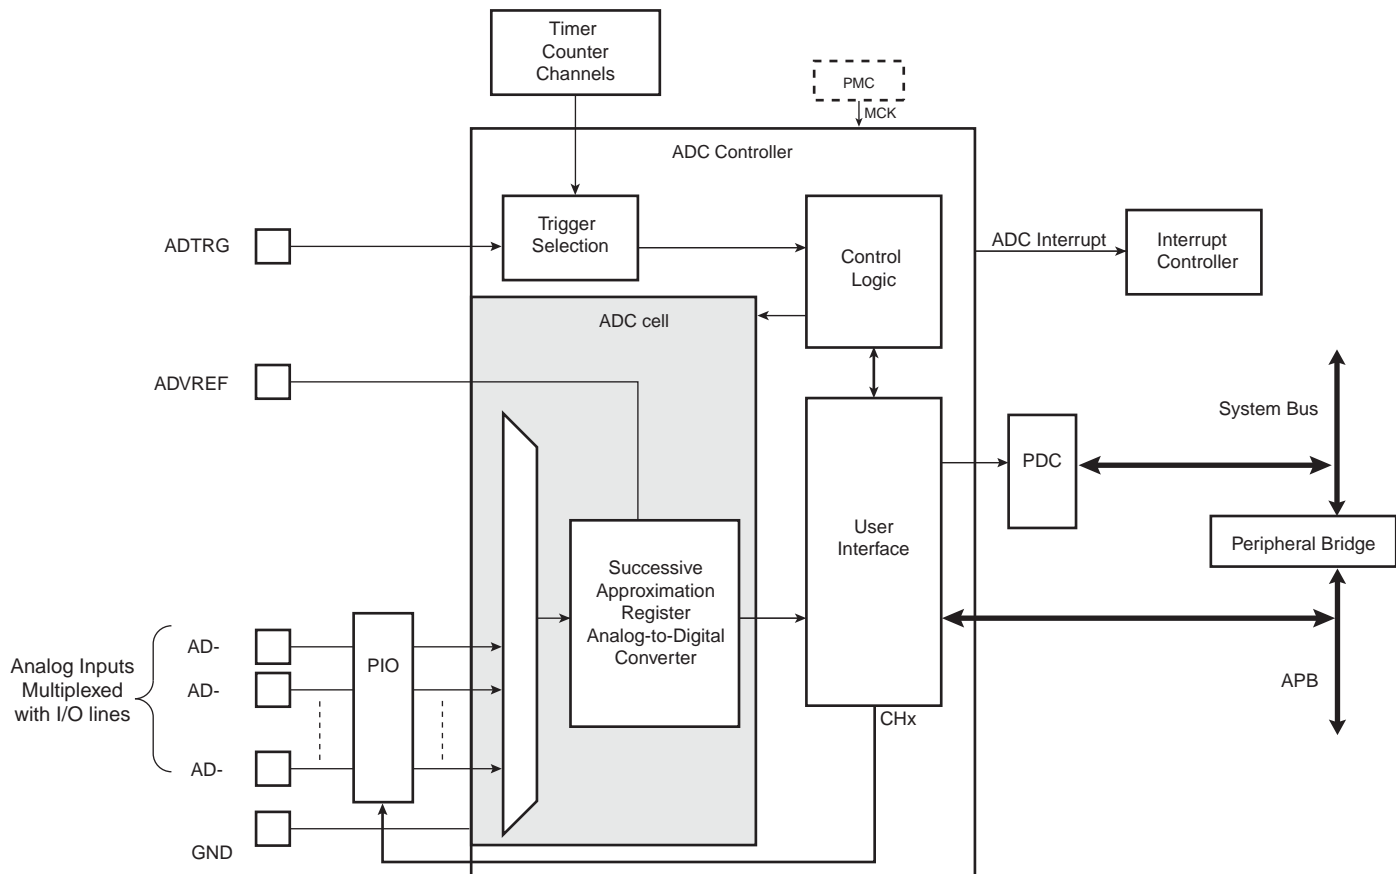 Timer
Counter
Channels
PMC
MCK
ADC Controller
ADTRG
Trigger
Selection
Control
Logic
ADC Interrupt
Interrupt
Controller
ADC cell
ADVREF
System Bus
PDC
User
Interface
Peripheral Bridge
Successive
Approximation
Register
Analog-to-Digital
Converter
Analog Inputs
Multiplexed
with I/O lines
AD-
AD-
AD-
PIO
APB
CHx
GND